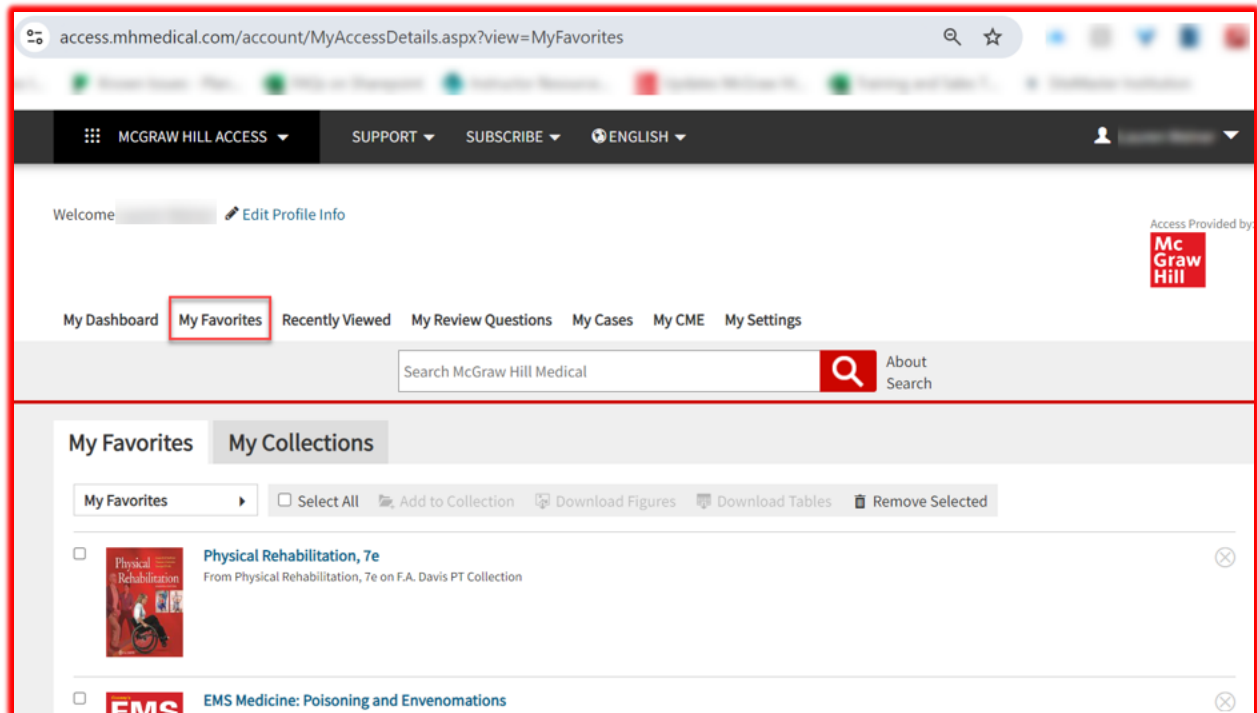 access.mhmedical.com/account/MyAccessDetails.aspx?view=MyFavorites
MCGRAW HILL ACCESS SUPPORT SUBSCRIBE ENGLISH
Welcome Edit Profile Info
Access Provided by:
Mc
Graw
Hill
My Dashboard My Favorites Recently Viewed My Review Questions My Cases My CME My Settings
Search McGraw Hill Medical
About
Search
My Favorites My Collections
My Favorites Select All Add to Collection Download Figures Download Tables Remove Selected
Physical
Rehabilitation
Physical Rehabilitation, 7e
From Physical Rehabilitation, 7e on F.A. Davis PT Collection
EMS
EMS Medicine: Poisoning and Envenomations